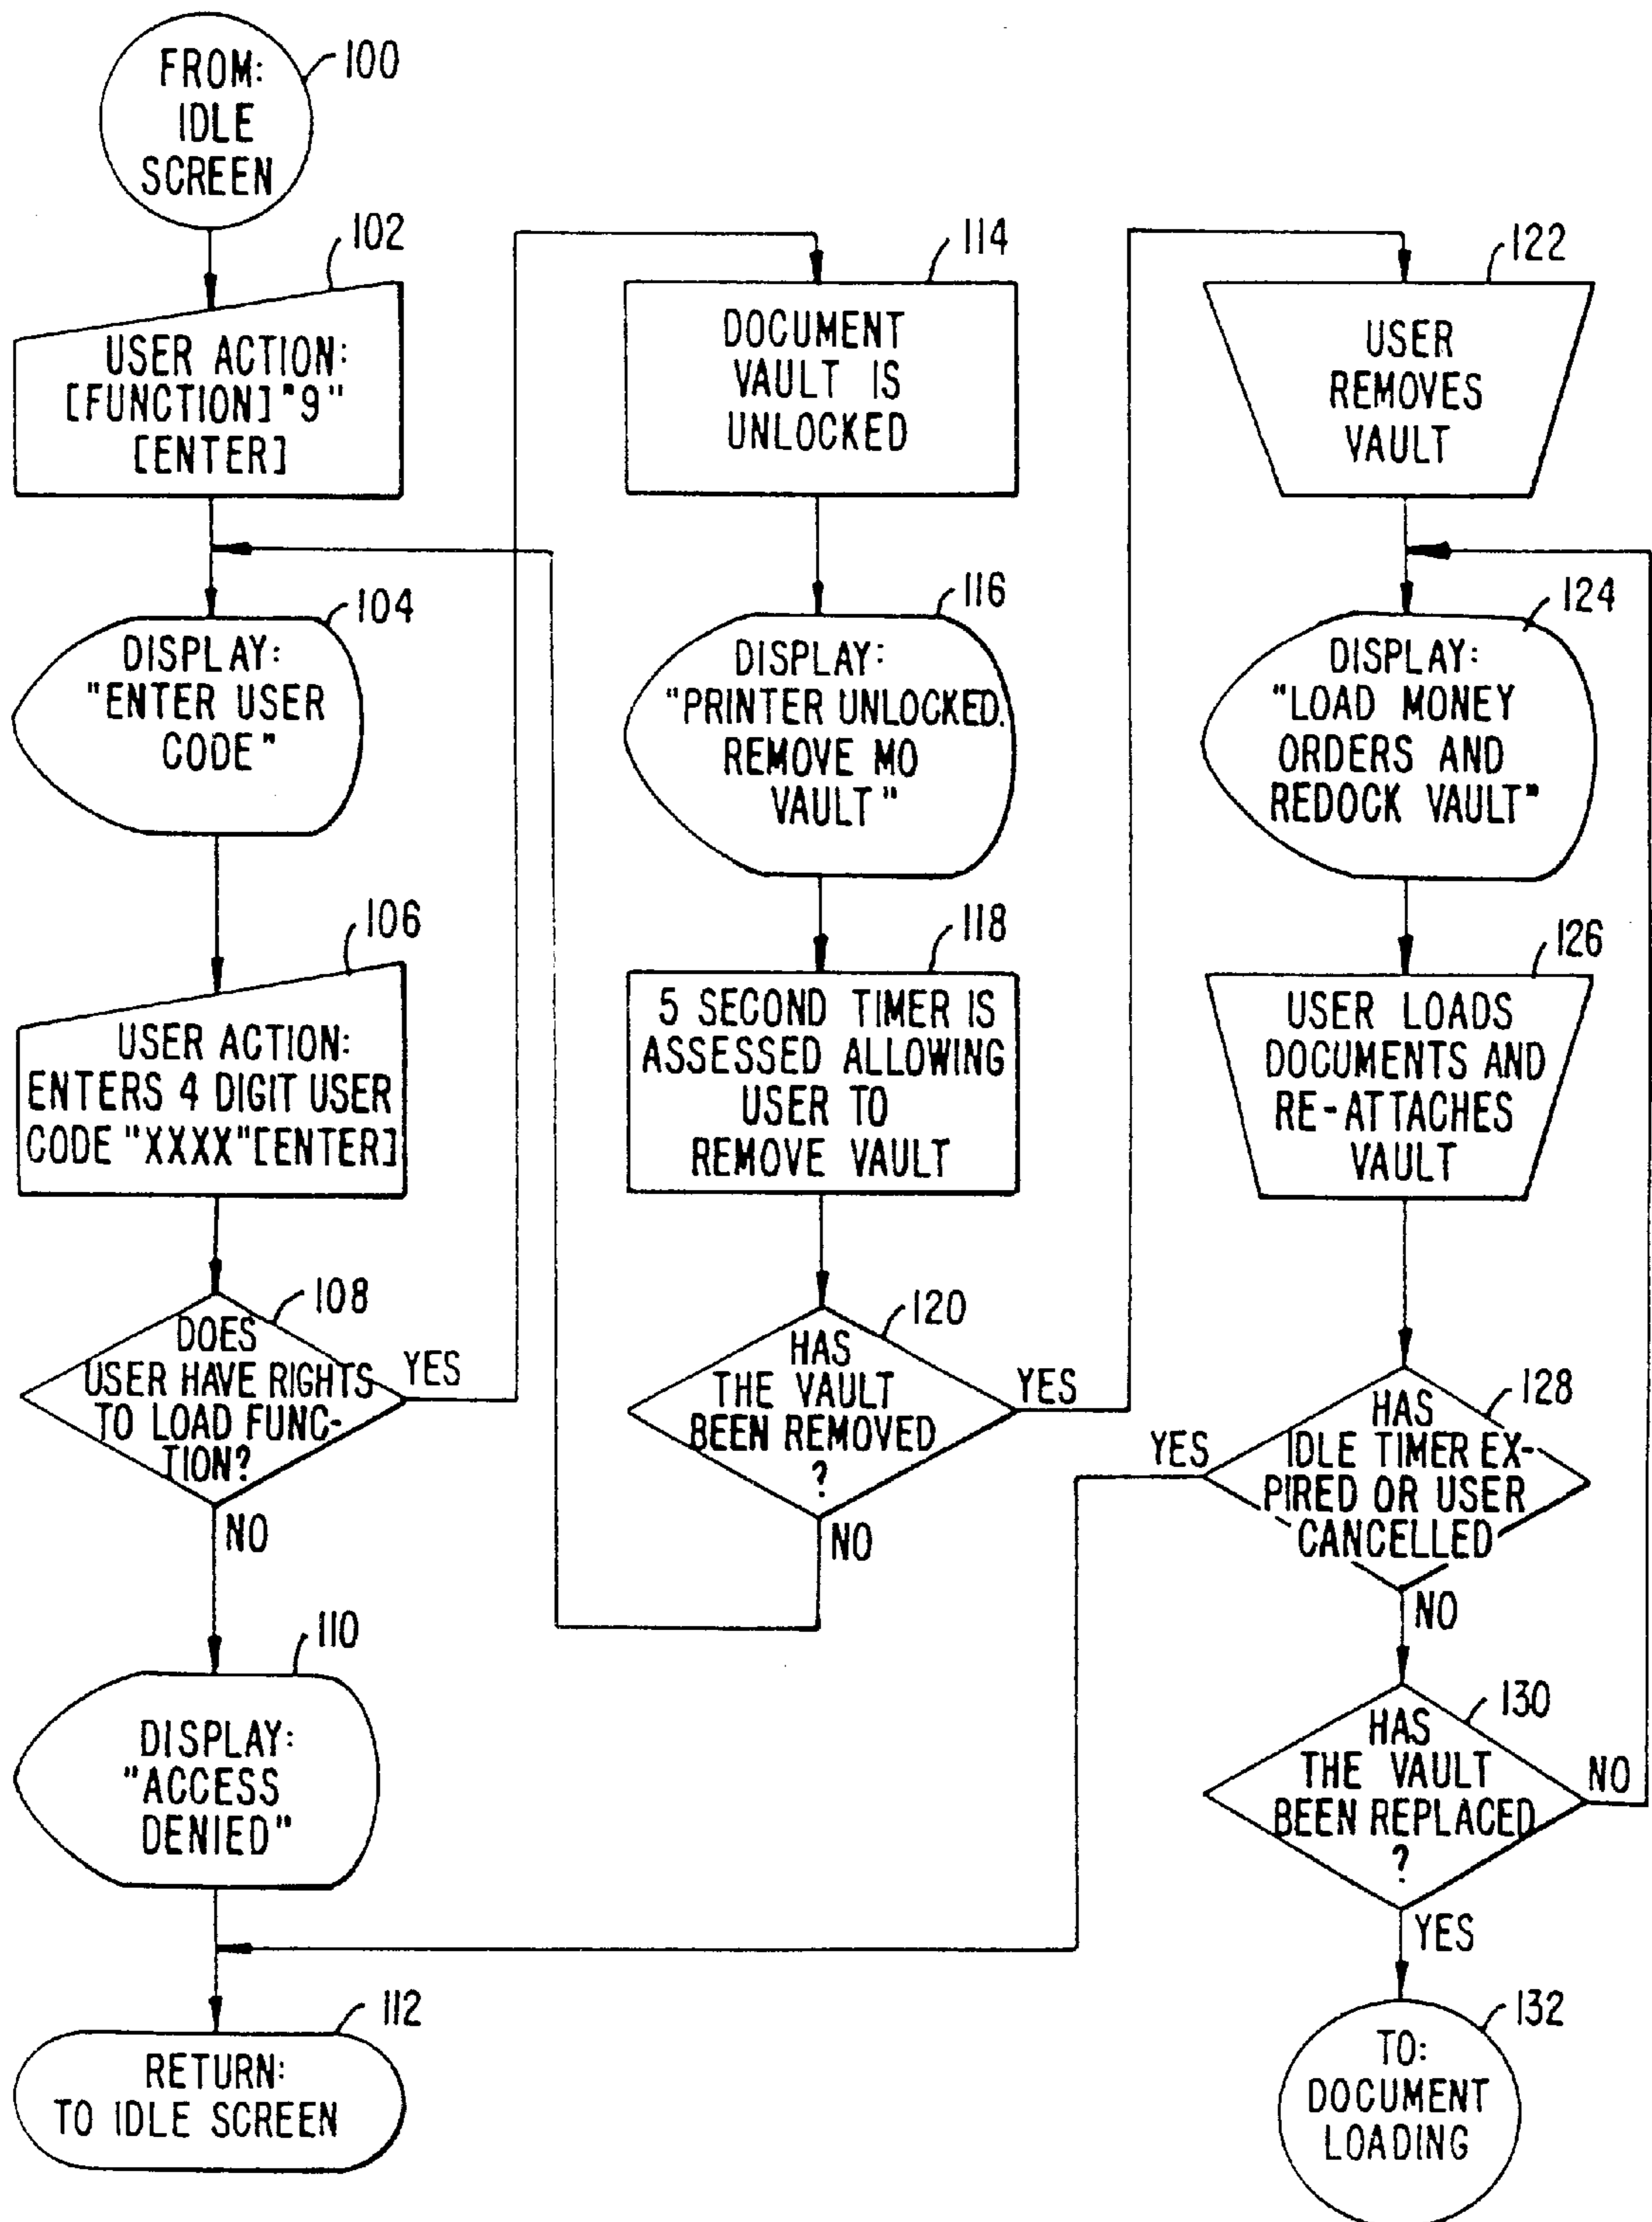 FROM:
IDLE
SCREEN
100
102
USER ACTION:
[FUNCTION] "9"
[ENTER]
104
DISPLAY:
"ENTER USER
CODE"
106
USER ACTION:
ENTERS 4 DIGIT USER
CODE "XXXX" [ENTER]
108
DOES
USER HAVE RIGHTS
TO LOAD FUNC-
TION?
YES
NO
110
DISPLAY:
"ACCESS
DENIED"
112
RETURN:
TO IDLE SCREEN
114
DOCUMENT
VAULT IS
UNLOCKED
116
DISPLAY:
"PRINTER UNLOCKED.
REMOVE MO
VAULT"
118
5 SECOND TIMER IS
ASSESSED ALLOWING
USER TO
REMOVE VAULT
120
HAS
THE VAULT
BEEN REMOVED
?
YES
NO
122
USER
REMOVES
VAULT
124
DISPLAY:
"LOAD MONEY
ORDERS AND
REDOCK VAULT"
126
USER LOADS
DOCUMENTS AND
RE-ATTACHES
VAULT
128
HAS
IDLE TIMER EX-
PIRED OR USER
CANCELLED
YES
NO
130
HAS
THE VAULT
BEEN REPLACED
?
NO
YES
132
TO:
DOCUMENT
LOADING